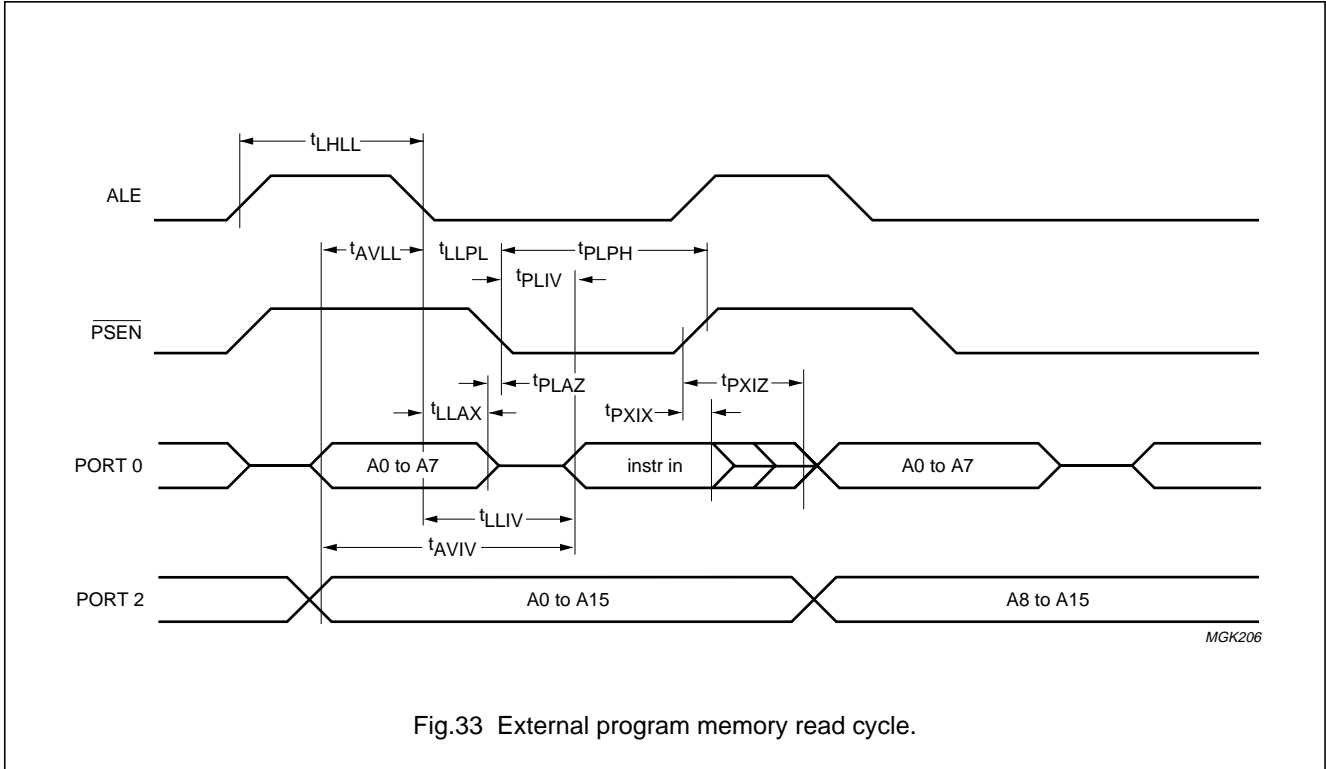 tLHLL
ALE
tAVLL tLLPL tPLPH
tPLIV
PSEN
tPLAZ tPXIZ
tLLAX tPXIX
PORT 0 A0 to A7 instr in A0 to A7
tLLIV
tAVIV
PORT 2 A0 to A15 A8 to A15
MGK206
Fig.33 External program memory read cycle.